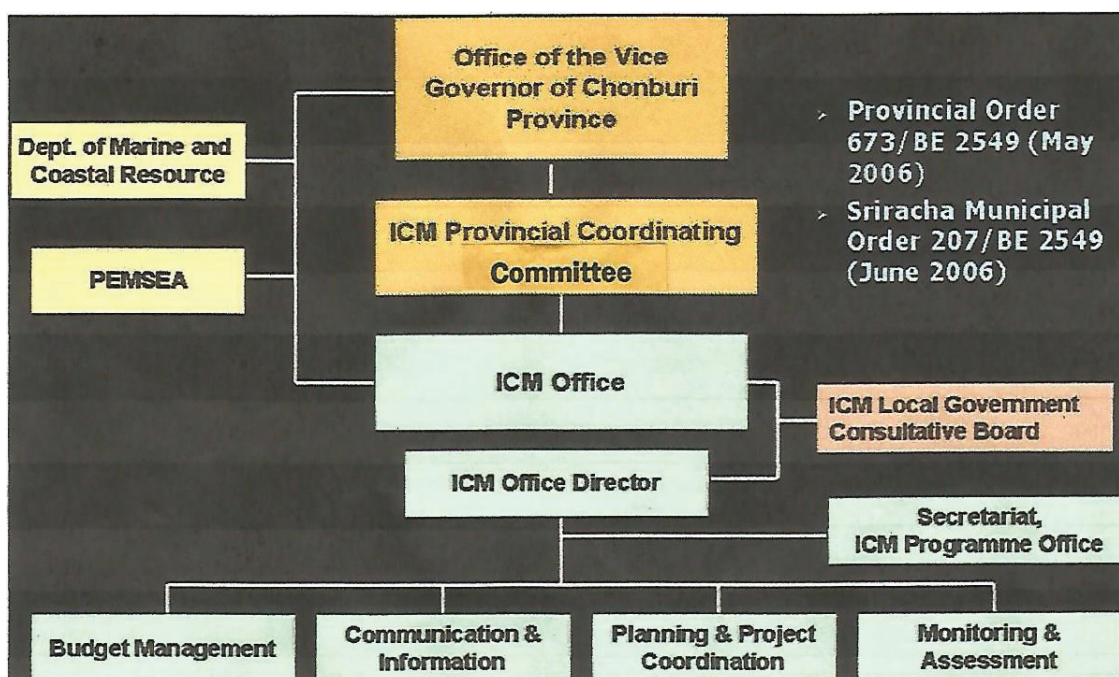 Office of the Vice
Governor of Chonburi
Province
Dept. of Marine and
Coastal Resource
PEMSEA
ICM Provincial Coordinating
Committee
> Provincial Order
673/BE 2549 (May
2006)
> Sriracha Municipal
Order 207/BE 2549
(June 2006)
ICM Office
ICM Local Government
Consultative Board
ICM Office Director
Secretariat,
ICM Programme Office
Budget Management
Communication &
Information
Planning & Project
Coordination
Monitoring &
Assessment